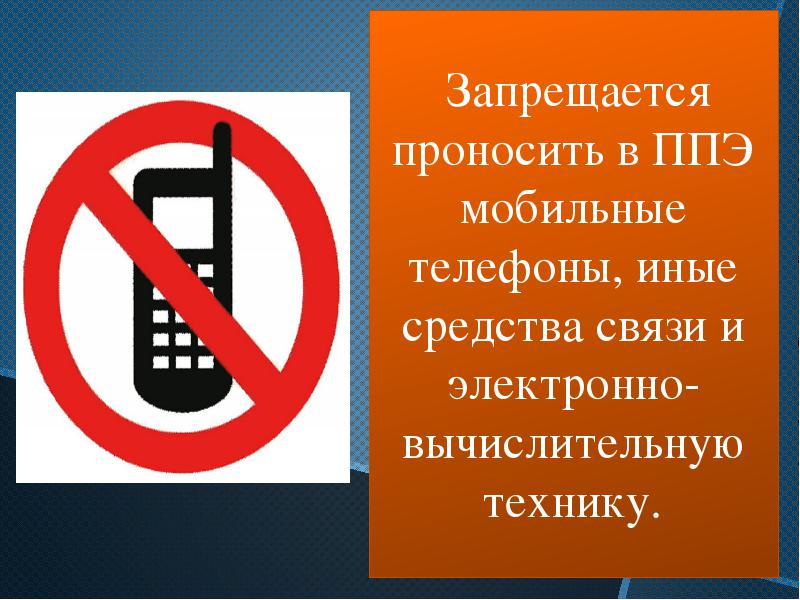 Запрещается
проносить в ППЭ
мобильные
телефоны, иные
средства связи и
электронно-
вычислительную
технику.